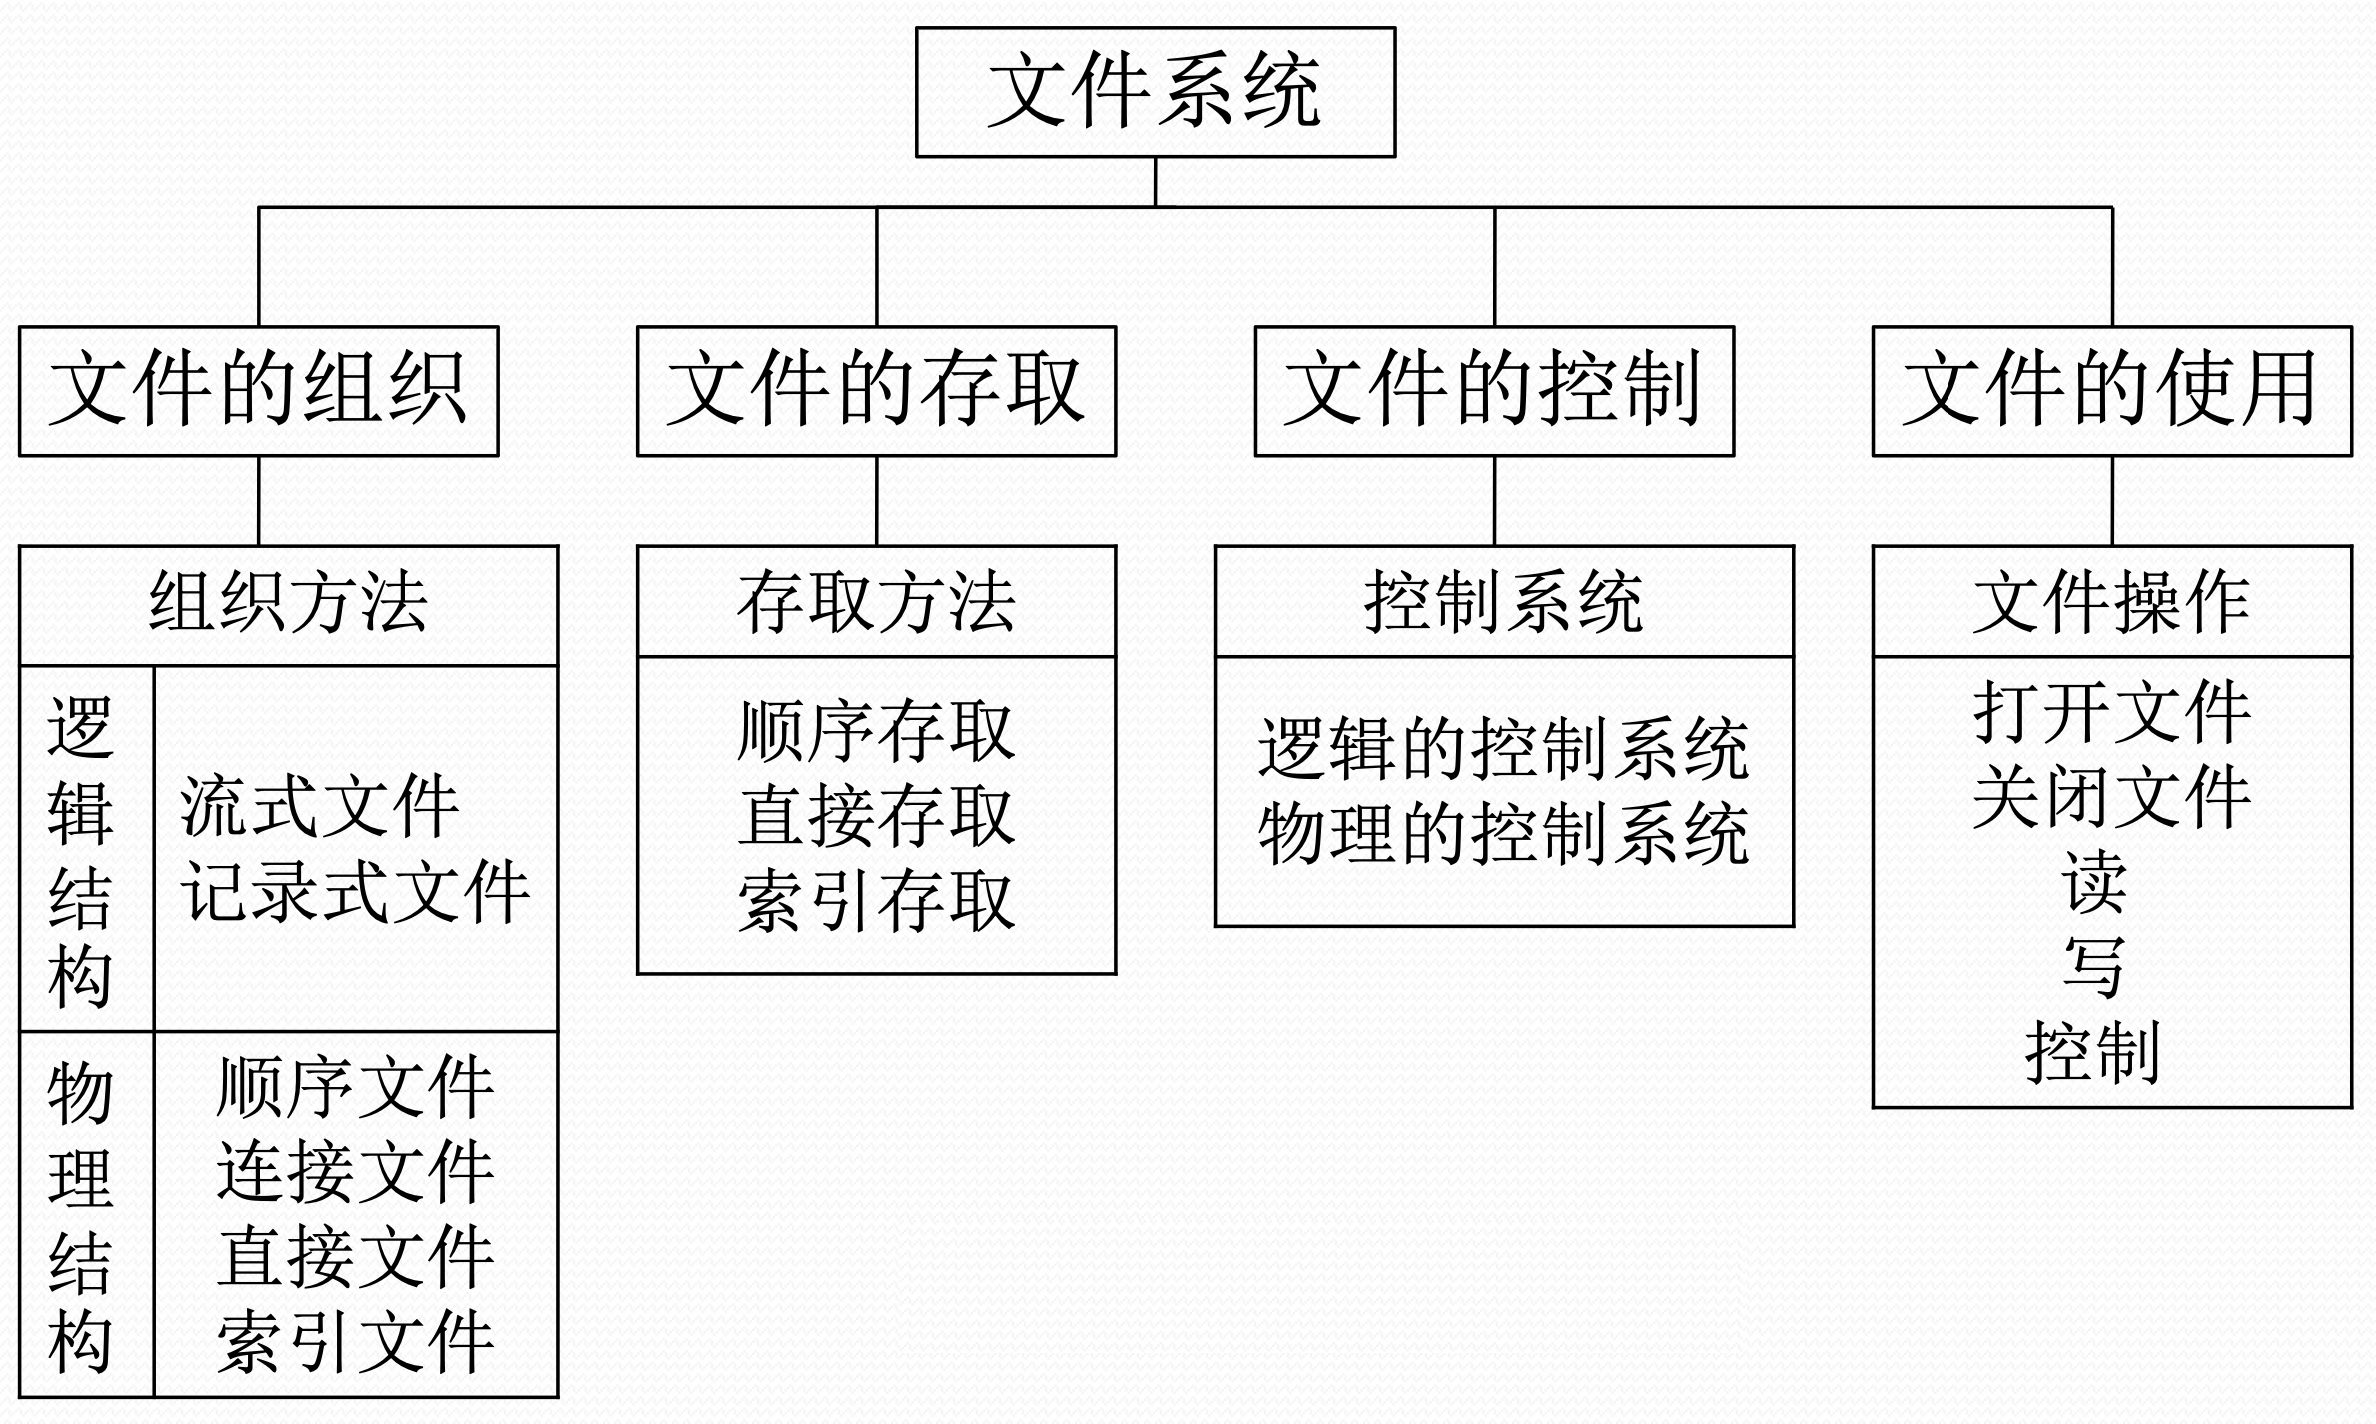 文件系统
文件的组织
文件的存取
文件的控制
文件的使用
组织方法
逻辑结构
流式文件
记录式文件
物理结构
顺序文件
连接文件
直接文件
索引文件
存取方法
顺序存取
直接存取
索引存取
控制系统
逻辑的控制系统
物理的控制系统
文件操作
打开文件
关闭文件
读
写
控制